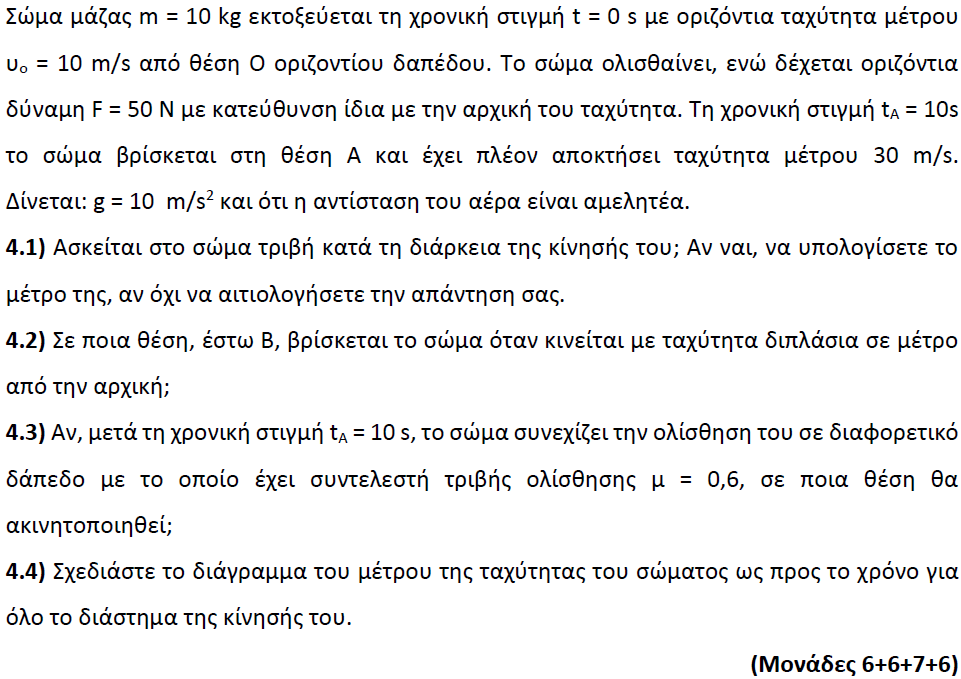 Σώμα μάζας m = 10 kg εκτοξεύεται τη χρονική στιγμή t = 0 s με οριζόντια ταχύτητα μέτρου
υₒ = 10 m/s από θέση Ο οριζοντίου δαπέδου. Το σώμα ολισθαίνει, ενώ δέχεται οριζόντια
δύναμη F = 50 N με κατεύθυνση ίδια με την αρχική του ταχύτητα. Τη χρονική στιγμή t_A = 10s
το σώμα βρίσκεται στη θέση Α και έχει πλέον αποκτήσει ταχύτητα μέτρου 30 m/s.
Δίνεται: g = 10 m/s² και ότι η αντίσταση του αέρα είναι αμελητέα.
4.1) Ασκείται στο σώμα τριβή κατά τη διάρκεια της κίνησής του; Αν ναι, να υπολογίσετε το
μέτρο της, αν όχι να αιτιολογήσετε την απάντηση σας.
4.2) Σε ποια θέση, έστω Β, βρίσκεται το σώμα όταν κινείται με ταχύτητα διπλάσια σε μέτρο
από την αρχική;
4.3) Αν, μετά τη χρονική στιγμή t_A = 10 s, το σώμα συνεχίζει την ολίσθηση του σε διαφορετικό
δάπεδο με το οποίο έχει συντελεστή τριβής ολίσθησης μ = 0,6, σε ποια θέση θα
ακινητοποιηθεί;
4.4) Σχεδιάστε το διάγραμμα του μέτρου της ταχύτητας του σώματος ως προς το χρόνο για
όλο το διάστημα της κίνησής του.
(Μονάδες 6+6+7+6)